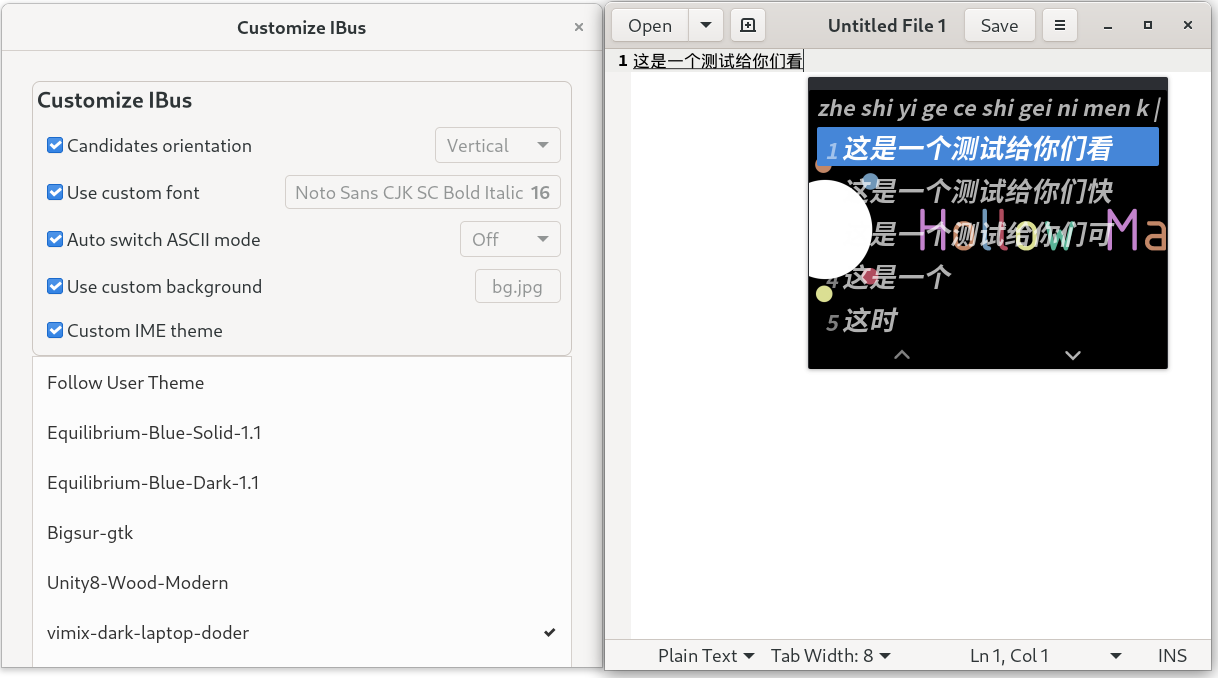 Customize IBus
Customize IBus
Candidates orientation Vertical
Use custom font Noto Sans CJK SC Bold Italic 16
Auto switch ASCII mode Off
Use custom background bg.jpg
Custom IME theme
Follow User Theme
Equilibrium-Blue-Solid-1.1
Equilibrium-Blue-Dark-1.1
Bigsur-gtk
Unity8-Wood-Modern
vimix-dark-laptop-doder
Open Untitled File 1 Save
1 这是一个测试给你们看
zhe shi yi ge ce shi gei ni men k |
1 这是一个测试给你们看
这是一个测试给你们快
是一个测试给你们可
Hollow Ma
4 这是一个
5 这时
Plain Text Tab Width: 8 Ln 1, Col 1 INS